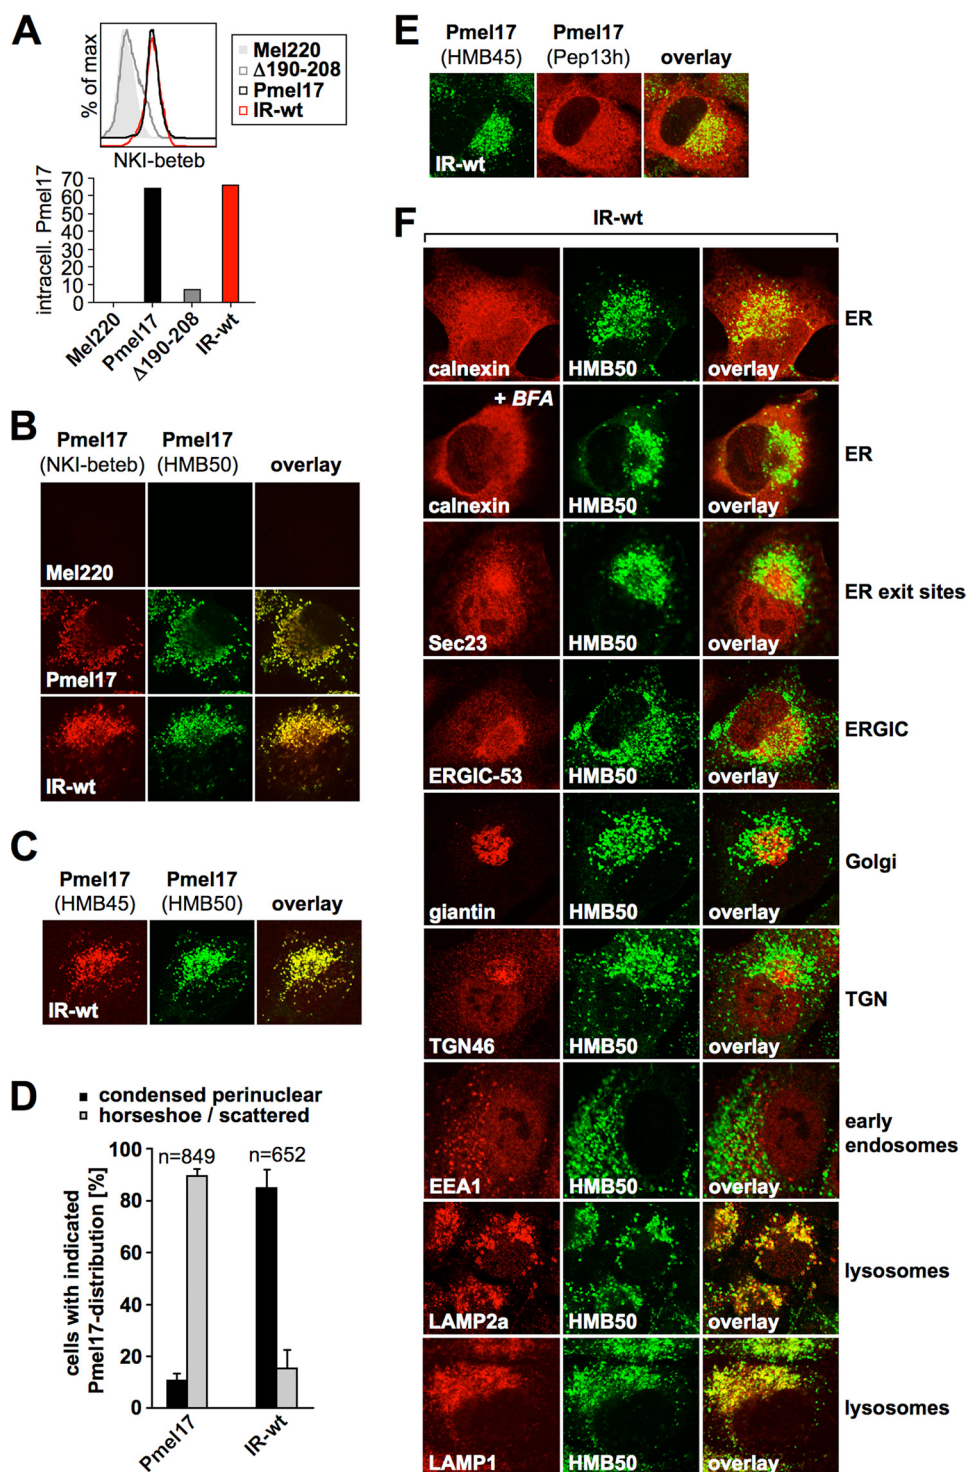 A
% of max
Mel220
Δ190-208
Pmel17
IR-wt
NKI-beteb
intracell. Pmel17
70
60
50
40
30
20
10
0
Mel220
Pmel17
Δ190-208
IR-wt
B
Pmel17 Pmel17
(NKI-beteb) (HMB50) overlay
Mel220
Pmel17
IR-wt
C
Pmel17 Pmel17
(HMB45) (HMB50) overlay
IR-wt
D
condensed perinuclear
horseshoe / scattered
cells with indicated
Pmel17-distribution [%]
100
80
60
40
20
0
n=849 n=652
Pmel17
IR-wt
E
Pmel17 Pmel17
(HMB45) (Pep13h) overlay
IR-wt
F
IR-wt
calnexin HMB50 overlay ER
+ BFA
calnexin HMB50 overlay ER
Sec23 HMB50 overlay ER exit sites
ERGIC-53 HMB50 overlay ERGIC
giantin HMB50 overlay Golgi
TGN46 HMB50 overlay TGN
EEA1 HMB50 overlay early
endosomes
LAMP2a HMB50 overlay lysosomes
LAMP1 HMB50 overlay lysosomes